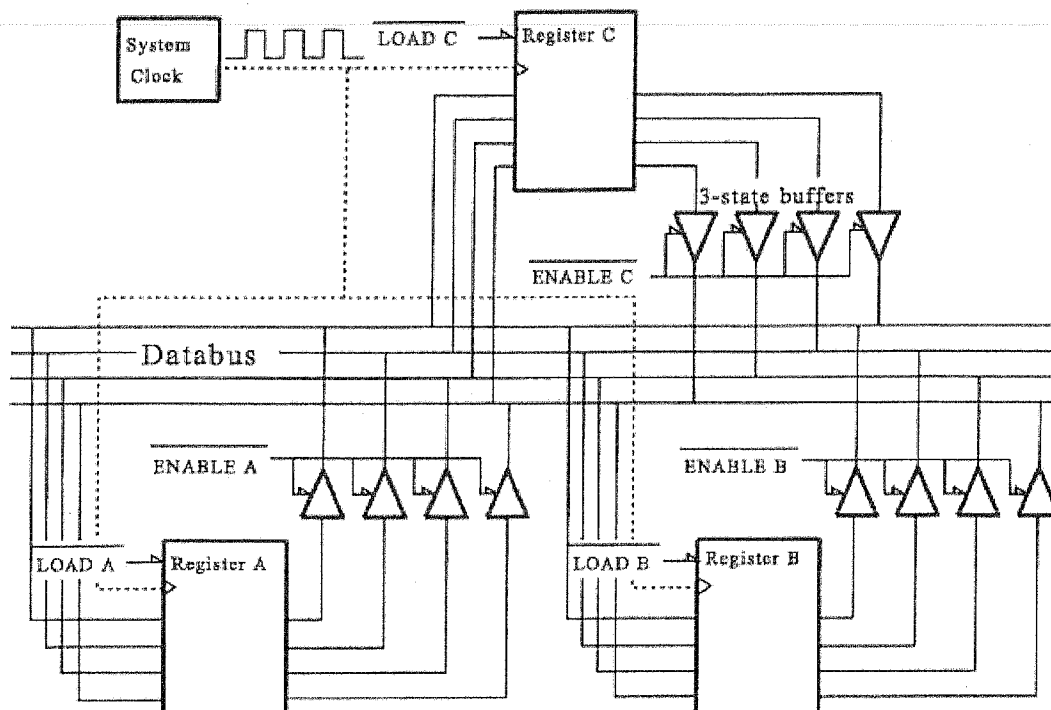 System
Clock
LOAD C
Register C
3-state buffers
ENABLE C
Databus
ENABLE A
ENABLE B
LOAD A
Register A
LOAD B
Register B